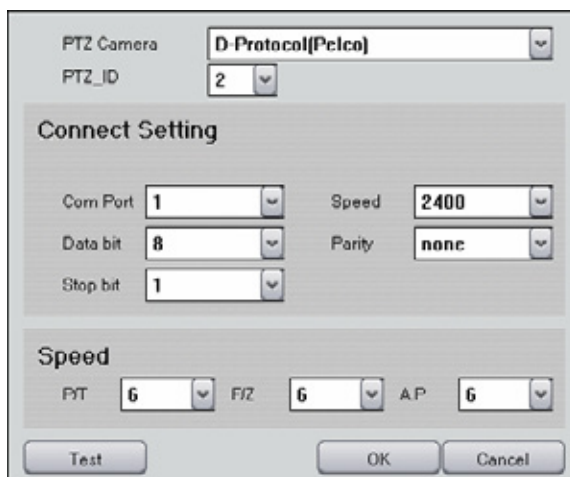 PTZ Camera D-Protocol(Pelco)
PTZ_ID 2
Connect Setting
Com Port 1 Speed 2400
Data bit 8 Parity none
Stop bit 1
Speed
P/T 6 F/Z 6 A.P 6
Test OK Cancel